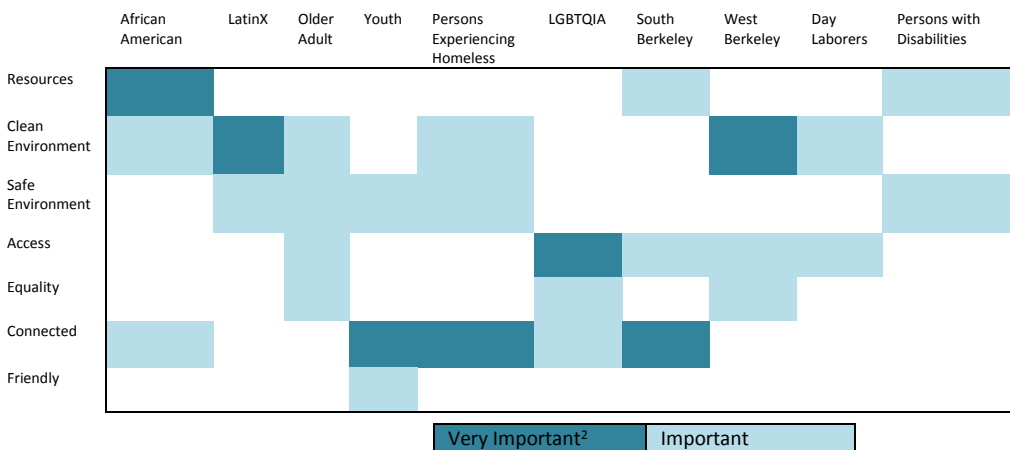 African
American
LatinX
Older
Adult
Youth
Persons
Experiencing
Homeless
LGBTQIA
South
Berkeley
West
Berkeley
Day
Laborers
Persons with
Disabilities
Resources
Clean
Environment
Safe
Environment
Access
Equality
Connected
Friendly
Very Important²
Important